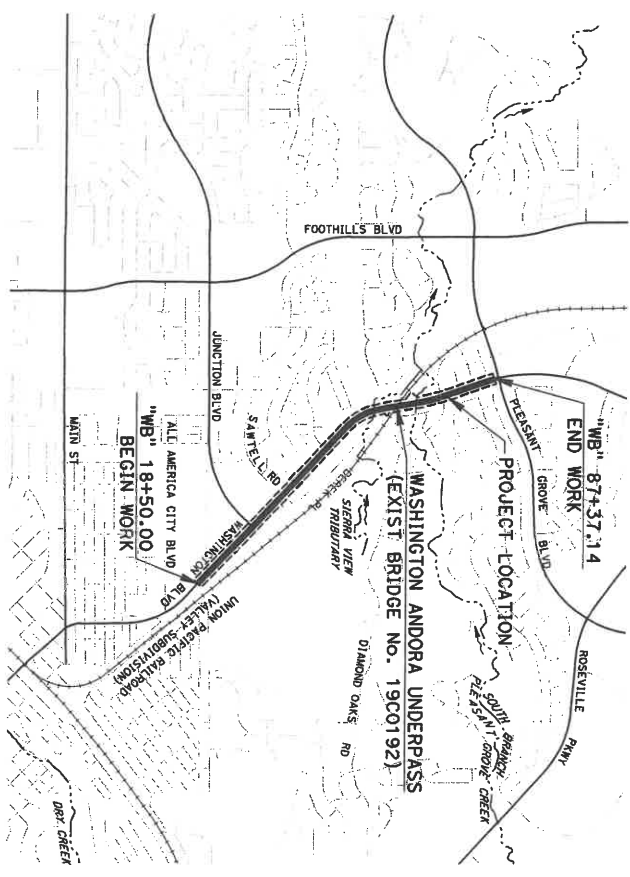 FOOTHILLS BLVD
JUNCTION BLVD
MAIN ST
ALL AMERICA CITY BLVD
"WB" 18+50.00
BEGIN WORK
SAWTELL RD
WASHINGTON BLVD
DEREK PL
SIERRA VIEW
TRIBUTARY
UNION PACIFIC RAILROAD
(VALLEY SUBDIVISION)
DIAMOND OAKS RD
WASHINGTON ANDORA UNDERPASS
(EXIST BRIDGE No. 19C0192)
PROJECT LOCATION
"WB" 87+37.14
END WORK
PLEASANT GROVE BLVD
ROSEVILLE PKWY
SOUTH BRANCH
PLEASANT GROVE CREEK
DRY CREEK